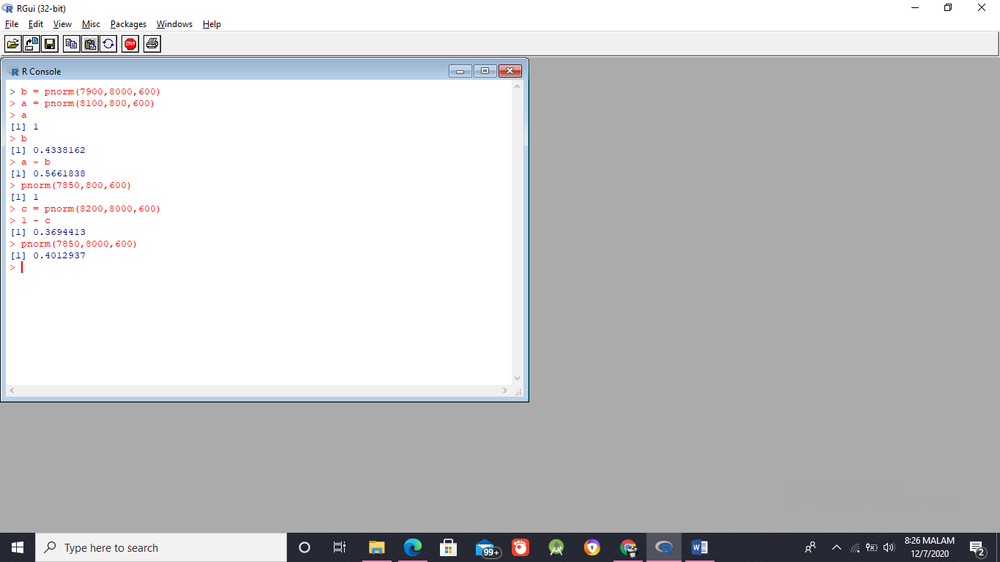 RGui (32-bit)
File Edit View Misc Packages Windows Help
STOP
R Console
> b = pnorm(7900,8000,600)
> a = pnorm(8100,800,600)
> a
[1] 1
> b
[1] 0.4338162
> a - b
[1] 0.5661838
> pnorm(7850,800,600)
[1] 1
> c = pnorm(8200,8000,600)
> 1 - c
[1] 0.3694413
> pnorm(7850,8000,600)
[1] 0.4012937
>
Type here to search
99+
8:26 MALAM
12/7/2020
2